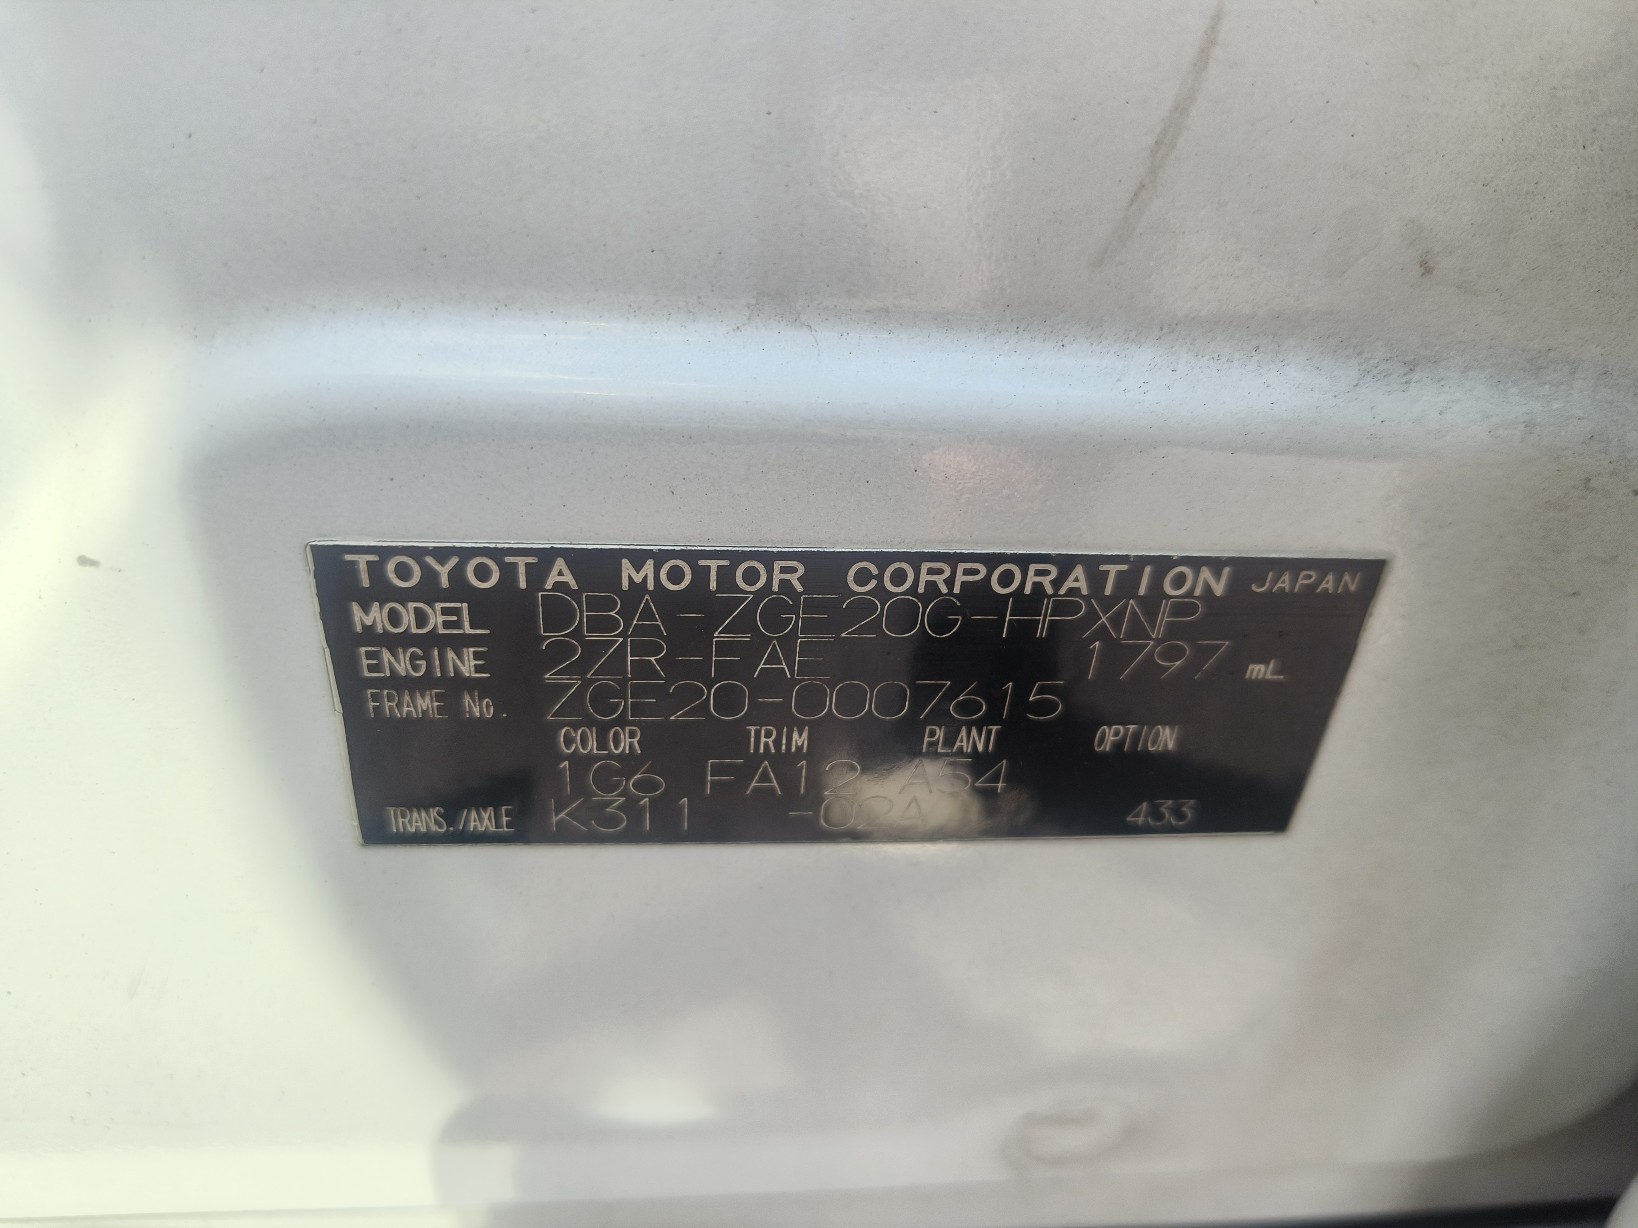 TOYOTA MOTOR CORPORATION JAPAN
MODEL DBA-ZGE20G-HPXNP
ENGINE 2ZR-FAE 1797 mL
FRAME No. ZGE20-0007615
COLOR TRIM PLANT OPTION
1G6 FA12 A54
TRANS./AXLE K311 -02A 433